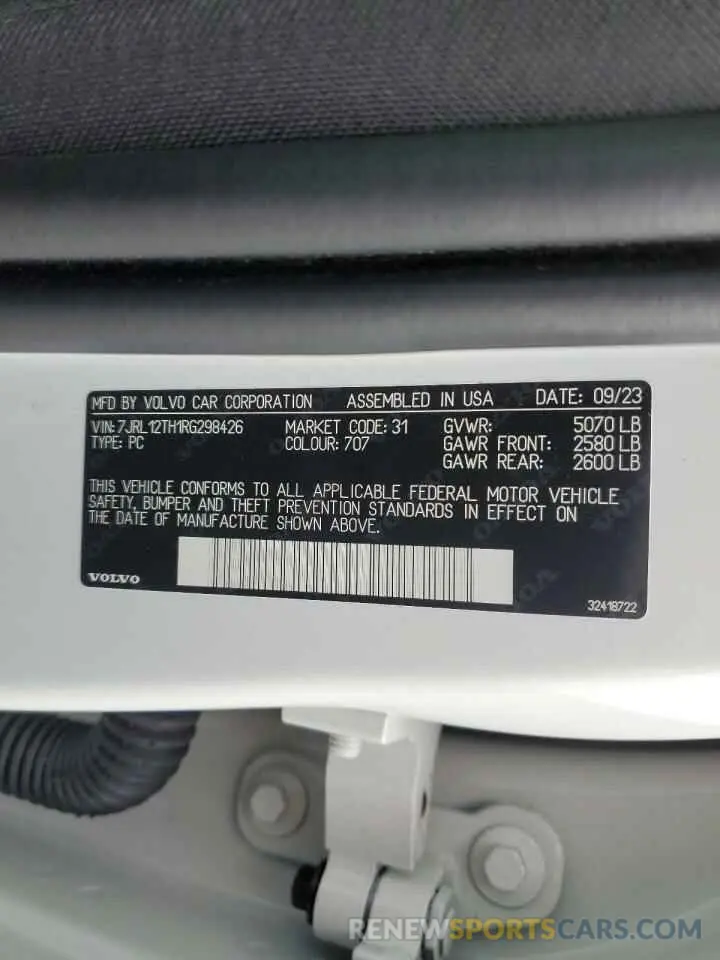 MFD BY VOLVO CAR CORPORATION ASSEMBLED IN USA DATE: 09/23
VIN: 7JRL12TH1RG298426 MARKET CODE: 31 GVWR: 5070 LB
TYPE: PC COLOUR: 707 GAWR FRONT: 2580 LB
GAWR REAR: 2600 LB
THIS VEHICLE CONFORMS TO ALL APPLICABLE FEDERAL MOTOR VEHICLE
SAFETY, BUMPER AND THEFT PREVENTION STANDARDS IN EFFECT ON
THE DATE OF MANUFACTURE SHOWN ABOVE.
VOLVO
32418722
RENEWSPORTSCARS.COM